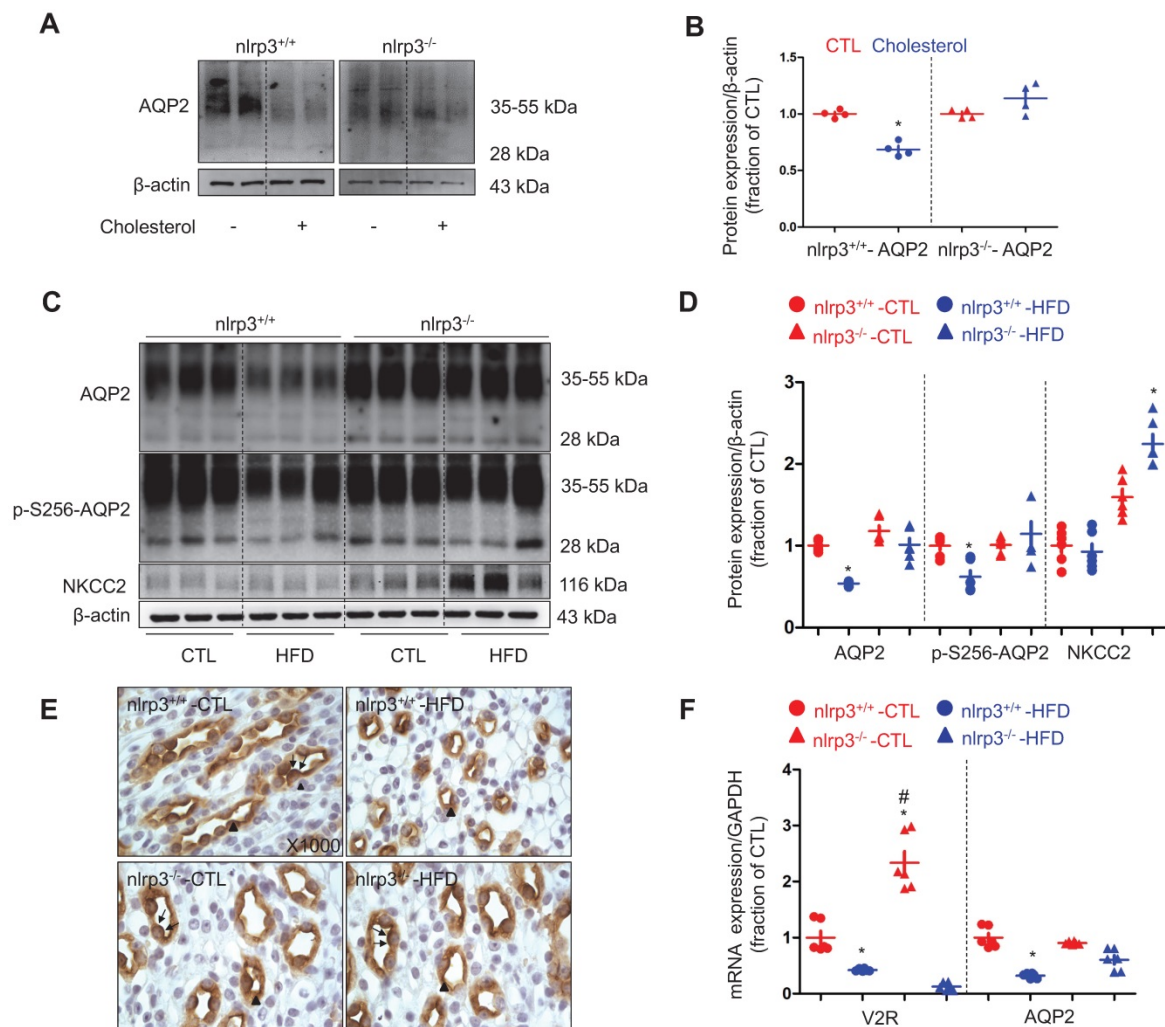 A
nlrp3+/+
nlrp3-/-
AQP2
35-55 kDa
28 kDa
β-actin
43 kDa
Cholesterol
-
+
-
+
B
CTL Cholesterol
Protein expression/β-actin
(fraction of CTL)
1.5
1.0
0.5
0.0
*
nlrp3+/+- AQP2
nlrp3-/-- AQP2
C
nlrp3+/+
nlrp3-/-
AQP2
35-55 kDa
28 kDa
p-S256-AQP2
35-55 kDa
28 kDa
NKCC2
116 kDa
β-actin
43 kDa
CTL
HFD
CTL
HFD
D
nlrp3+/+-CTL
nlrp3+/+-HFD
nlrp3-/--CTL
nlrp3-/--HFD
Protein expression/β-actin
(fraction of CTL)
3
2
1
0
*
*
*
AQP2
p-S256-AQP2
NKCC2
E
nlrp3+/+-CTL
nlrp3+/+-HFD
X1000
nlrp3-/--CTL
nlrp3-/--HFD
F
nlrp3+/+-CTL
nlrp3+/+-HFD
nlrp3-/--CTL
nlrp3-/--HFD
mRNA expression/GAPDH
(fraction of CTL)
4
3
2
1
0
*
#
*
*
V2R
AQP2